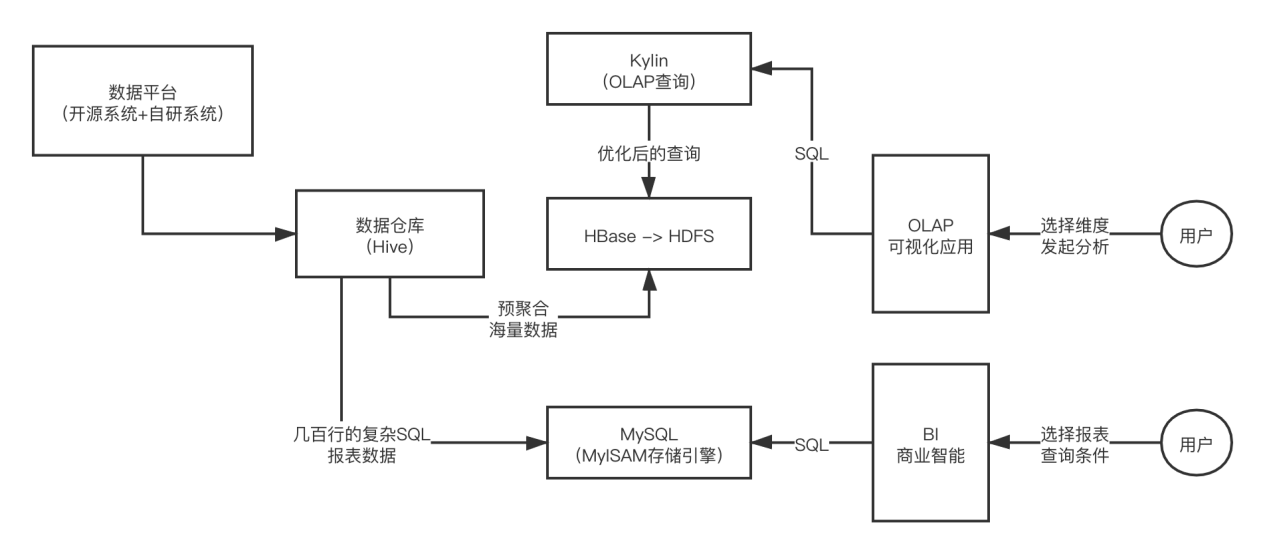 数据平台
（开源系统+自研系统）
Kylin
（OLAP查询）
优化后的查询
SQL
数据仓库
（Hive）
HBase -> HDFS
OLAP
可视化应用
选择维度
发起分析
用户
预聚合
海量数据
几百行的复杂SQL
报表数据
MySQL
（MyISAM存储引擎）
SQL
BI
商业智能
选择报表
查询条件
用户